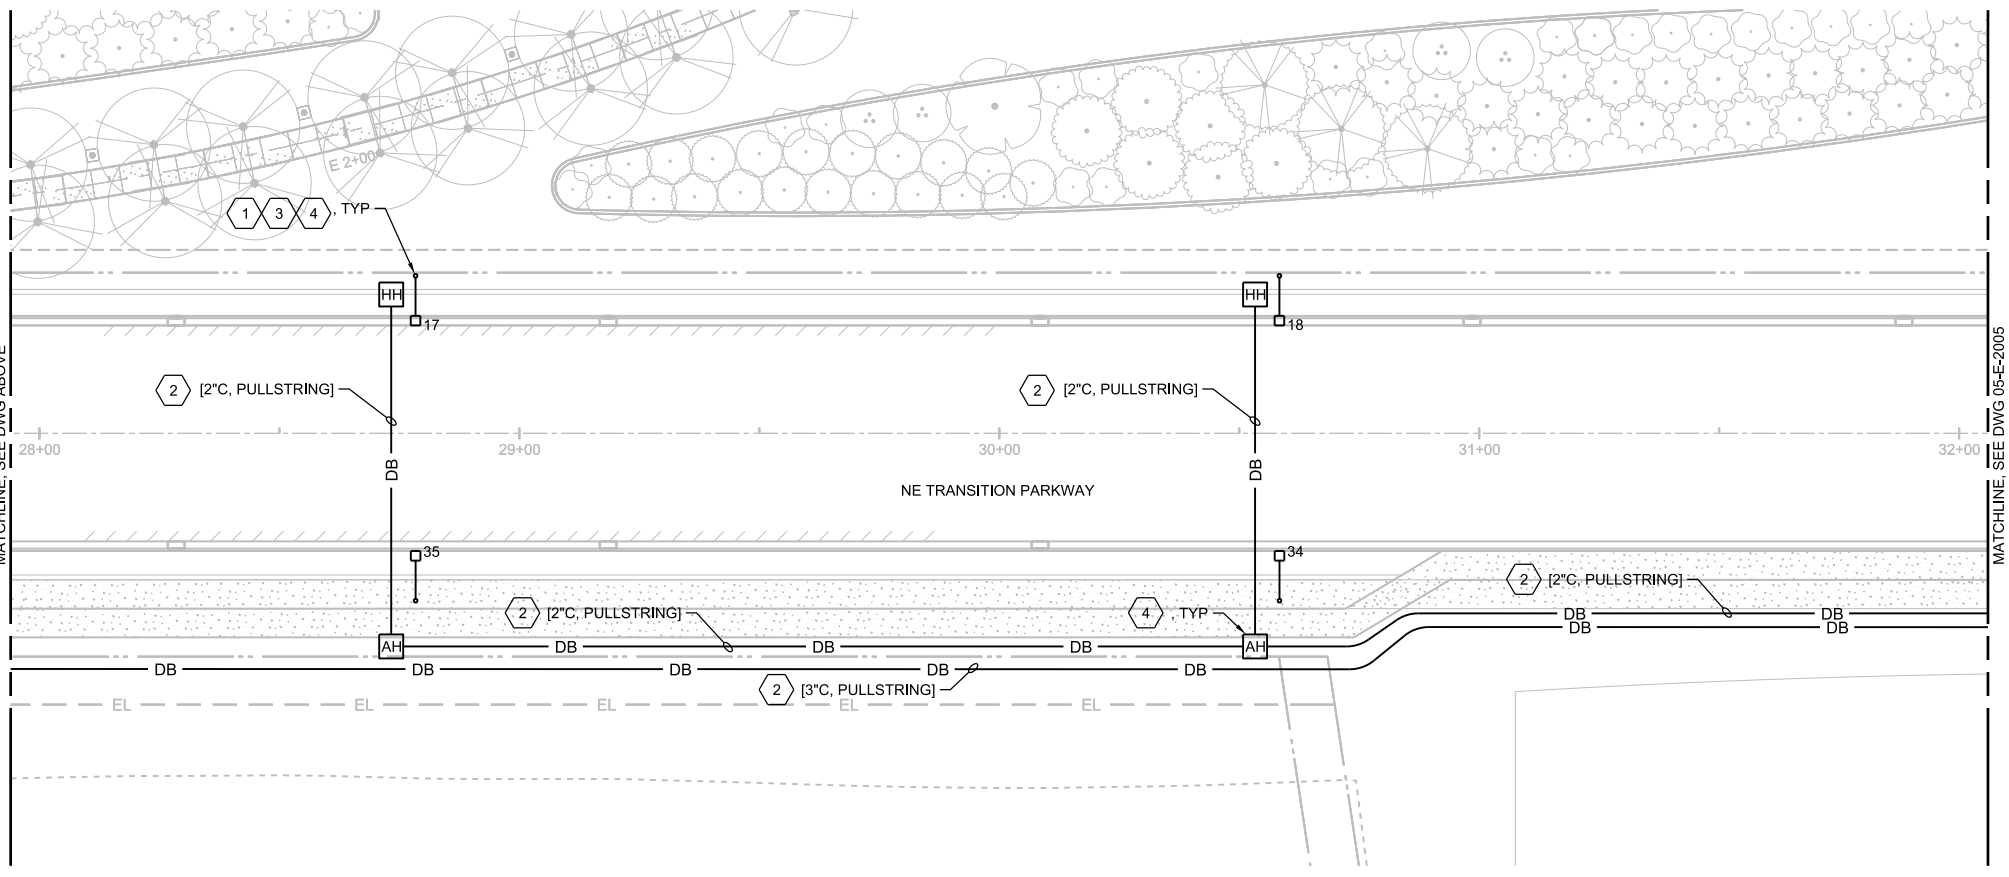 E 2+00
1 3 4 , TYP
HH
HH
17
18
2 [2"C, PULLSTRING]
2 [2"C, PULLSTRING]
28+00
29+00
30+00
31+00
32+00
DB
DB
NE TRANSITION PARKWAY
35
34
2 [2"C, PULLSTRING]
2 [2"C, PULLSTRING]
4 , TYP
DB DB
DB DB
AH DB DB DB AH
DB DB DB DB DB
2 [3"C, PULLSTRING]
EL EL EL EL EL
MATCHLINE, SEE DWG ABOVE
MATCHLINE, SEE DWG 05-E-2005